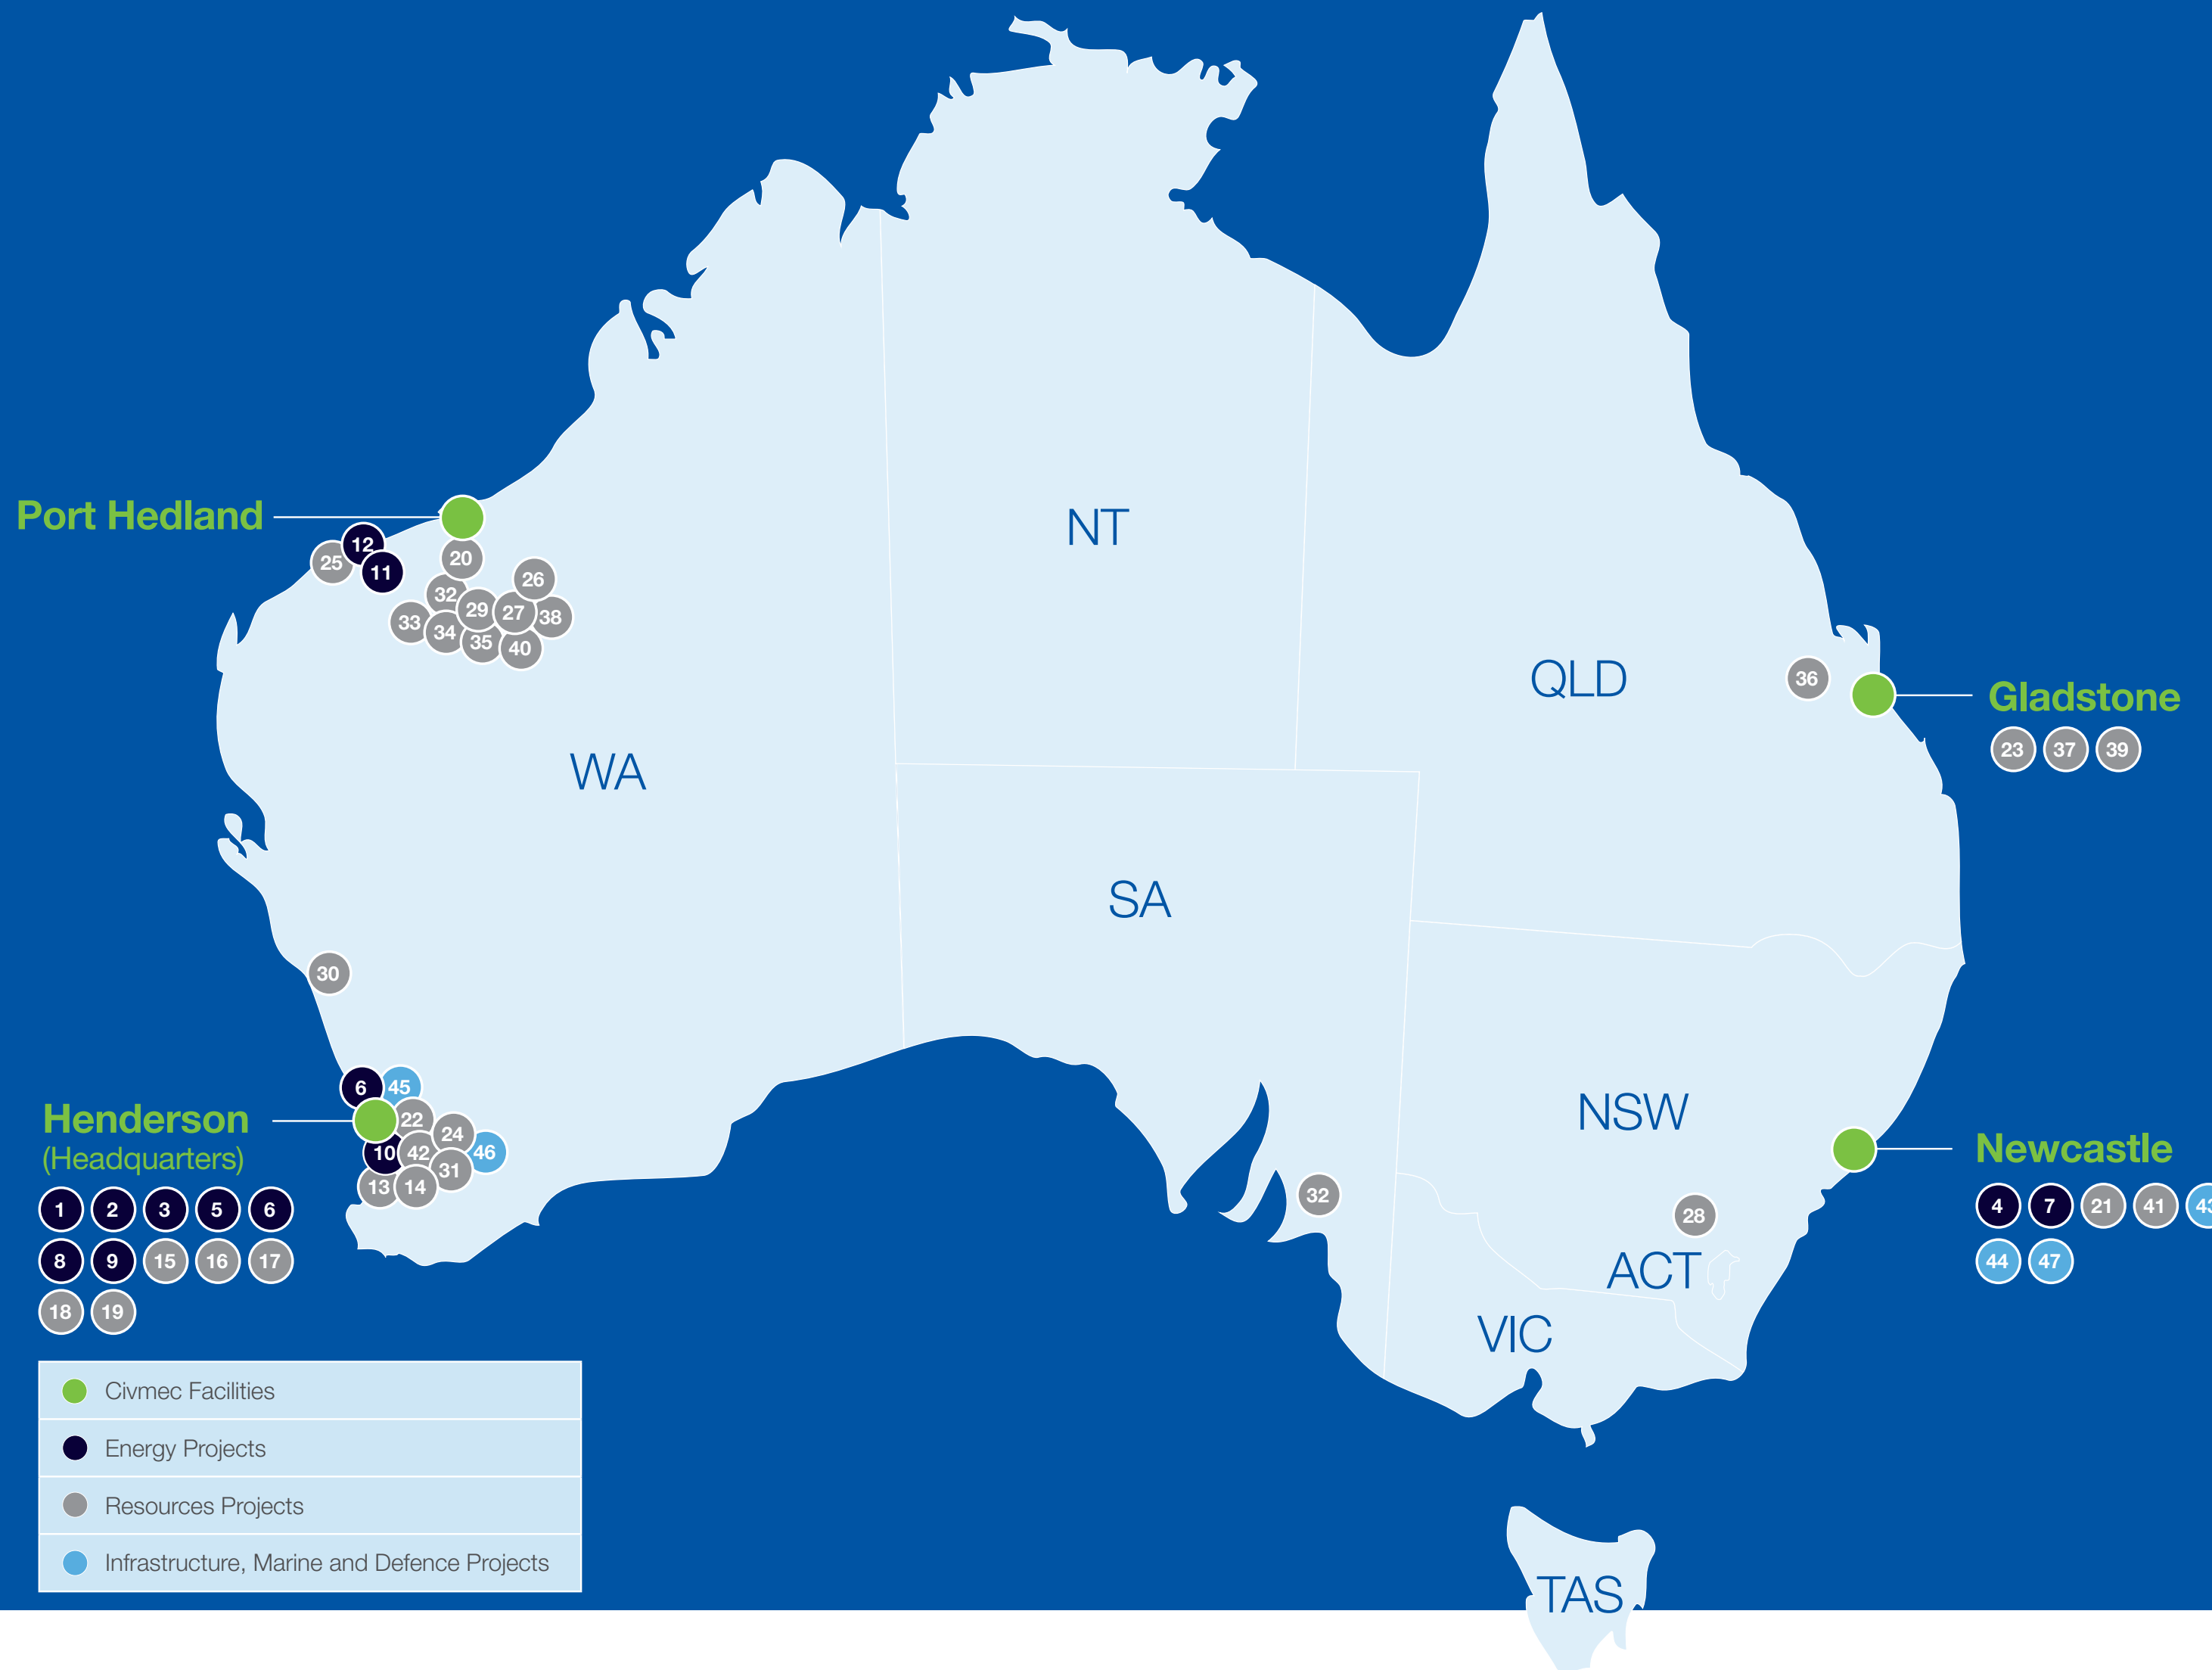 NT
Port Hedland
12
25
11
20
26
32
29
27
38
33
34
35
40
QLD
36
Gladstone
23 37 39
WA
SA
30
6 45
Henderson
(Headquarters)
22
24
10 42 46
31
13 14
1 2 3 5 6
8 9 15 16 17
18 19
NSW
Newcastle
4 7 21 41 43
44 47
32
28
ACT
VIC
TAS
Civmec Facilities
Energy Projects
Resources Projects
Infrastructure, Marine and Defence Projects